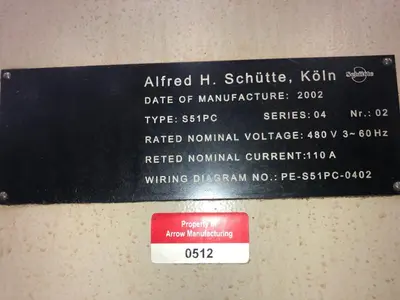 Alfred H. Schütte, Köln Schütte
DATE OF MANUFACTURE: 2002
TYPE: S51PC SERIES: 04 Nr.: 02
RATED NOMINAL VOLTAGE: 480 V 3~ 60 Hz
RETED NOMINAL CURRENT:110 A
WIRING DIAGRAM NO.: PE-S51PC-0402
Property of
Arrow Manufacturing
0512